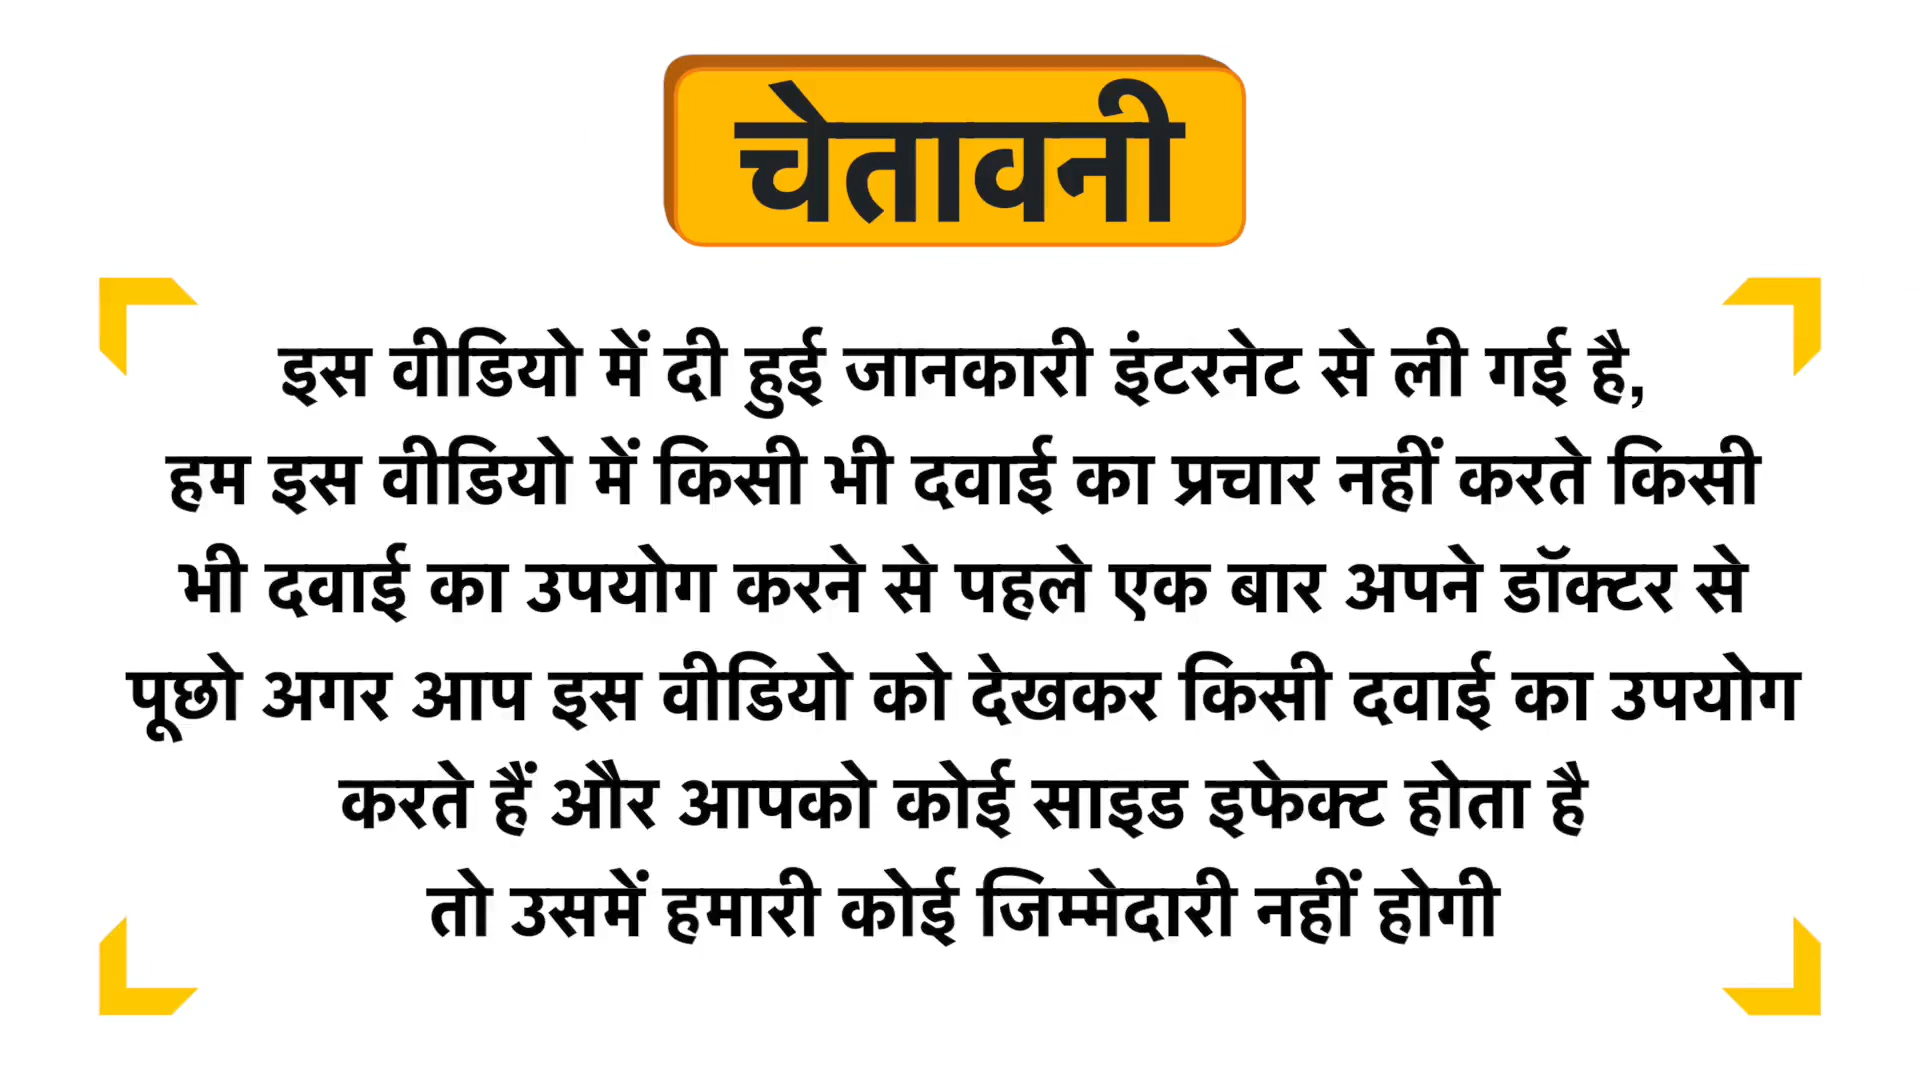 चेतावनी
इस वीडियो में दी हुई जानकारी इंटरनेट से ली गई है,
हम इस वीडियो में किसी भी दवाई का प्रचार नहीं करते किसी
भी दवाई का उपयोग करने से पहले एक बार अपने डॉक्टर से
पूछो अगर आप इस वीडियो को देखकर किसी दवाई का उपयोग
करते हैं और आपको कोई साइड इफेक्ट होता है
तो उसमें हमारी कोई जिम्मेदारी नहीं होगी